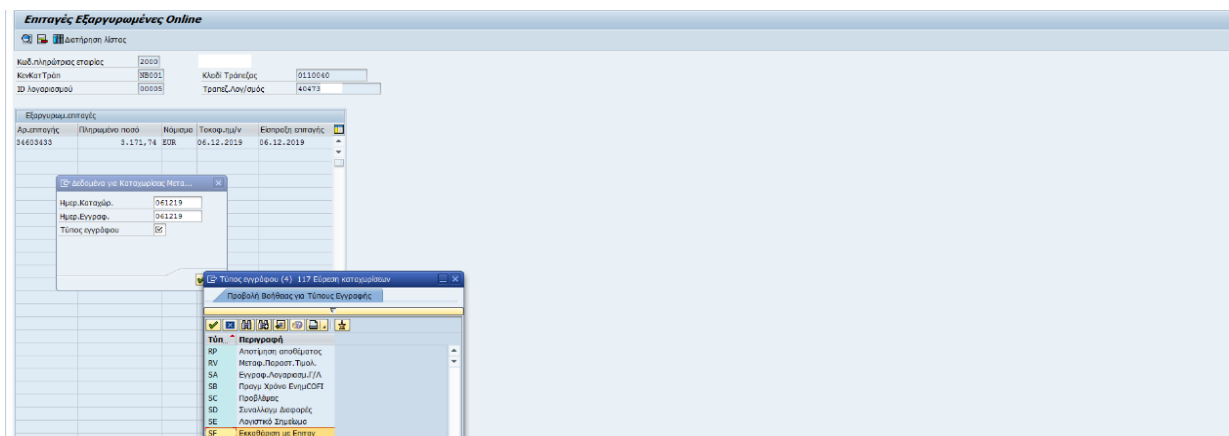 Επιταγές Εξαργυρωμένες Online
Διατήρηση λίστας
Κωδ.πληρώτριας εταιρίας 2000
ΚενΚατΤράπ NB001 Κλειδί Τράπεζας 0110040
ID λογαριασμού 00005 Τραπεζ.Λογ/σμός 40473
Εξαργυρωμ.επιταγές
Αρ.επιταγής Πληρωμένο ποσό Νόμισμα Τοκοφ.ημ/ν Είσπραξη επιταγής
34603433 3.171,74 EUR 06.12.2019 06.12.2019
Δεδομένα για Καταχωρίσεις Μετα...
Ημερ.Καταχώρ. 061219
Ημερ.Εγγραφ. 061219
Τύπος εγγράφου
Τύπος εγγράφου (4) 117 Εύρεση καταχωρίσεων
Προβολή Βοήθειας για Τύπους Εγγραφής
Τύπ.. Περιγραφή
RP Αποτίμηση αποθέματος
RV Μεταφ.Παραστ.Τιμολ.
SA Εγγραφ.Λογαριασμ.Γ/Λ
SB Πραγμ Χρόνο ΕνημCOFI
SC Προβλέψεις
SD Συναλλαγμ Διαφορές
SE Λογιστικό Σημείωμα
SF Εκκαθάριση με Επιταγ